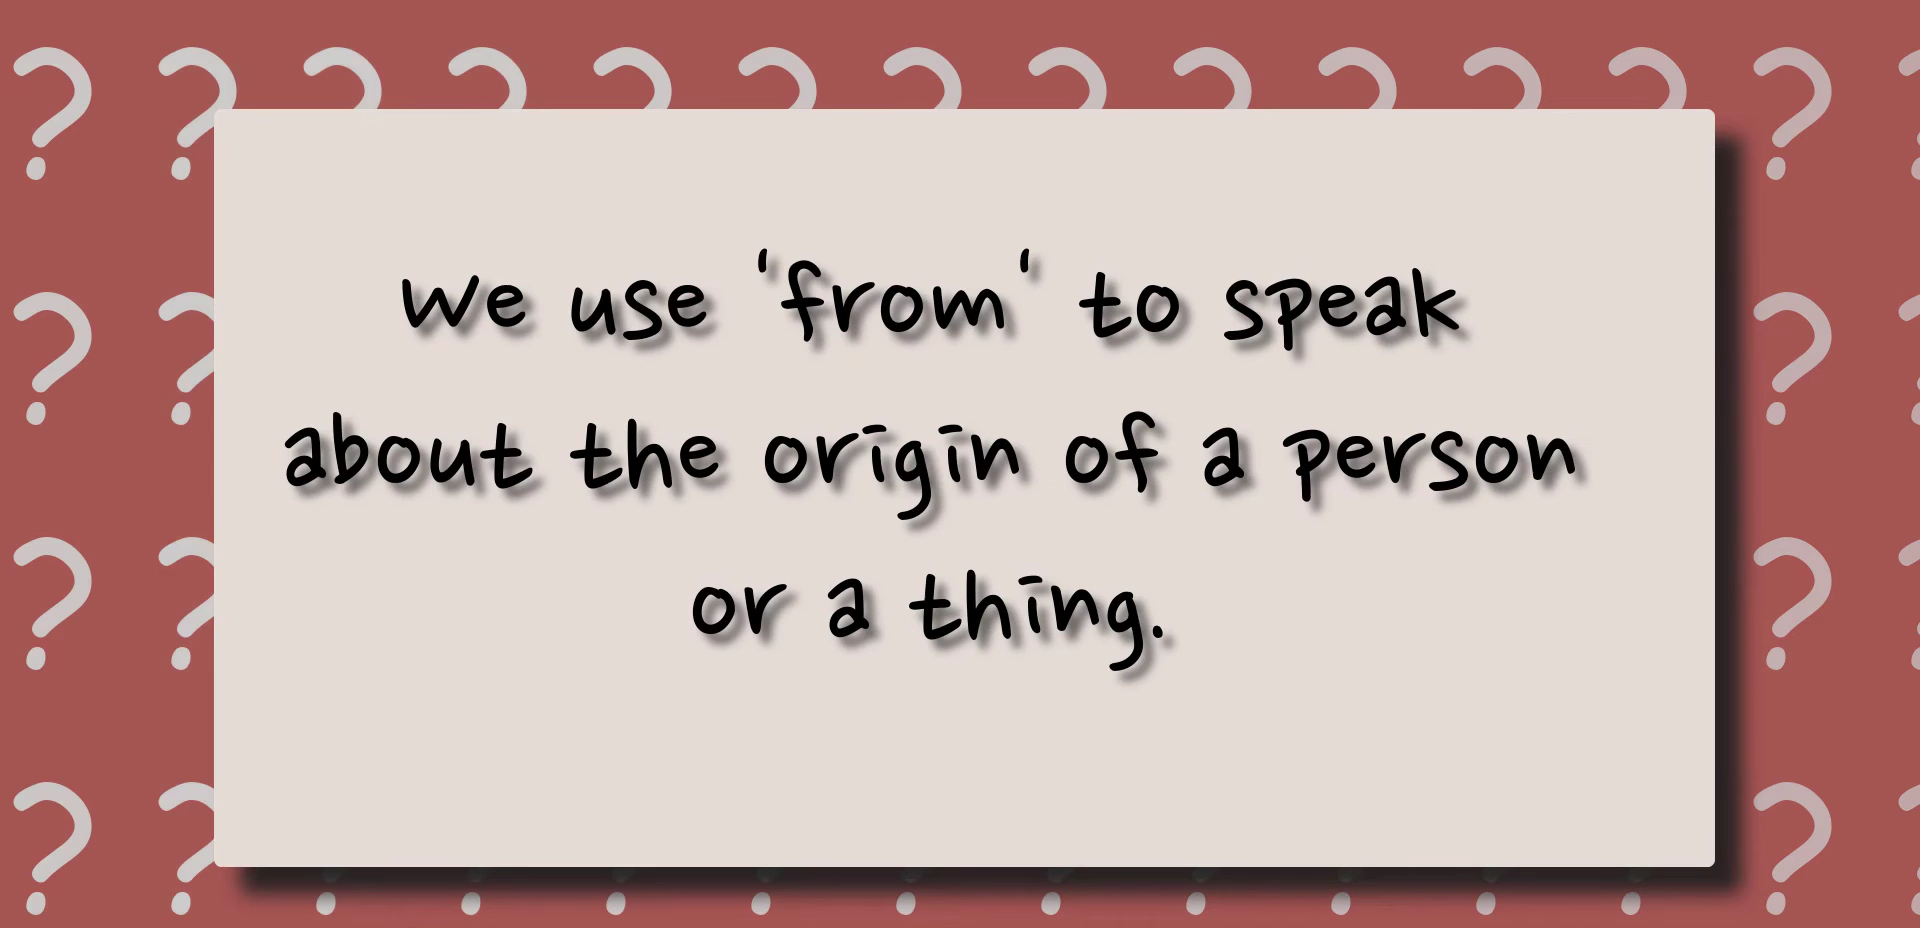 We use 'from' to speak
about the origin of a person
or a thing.